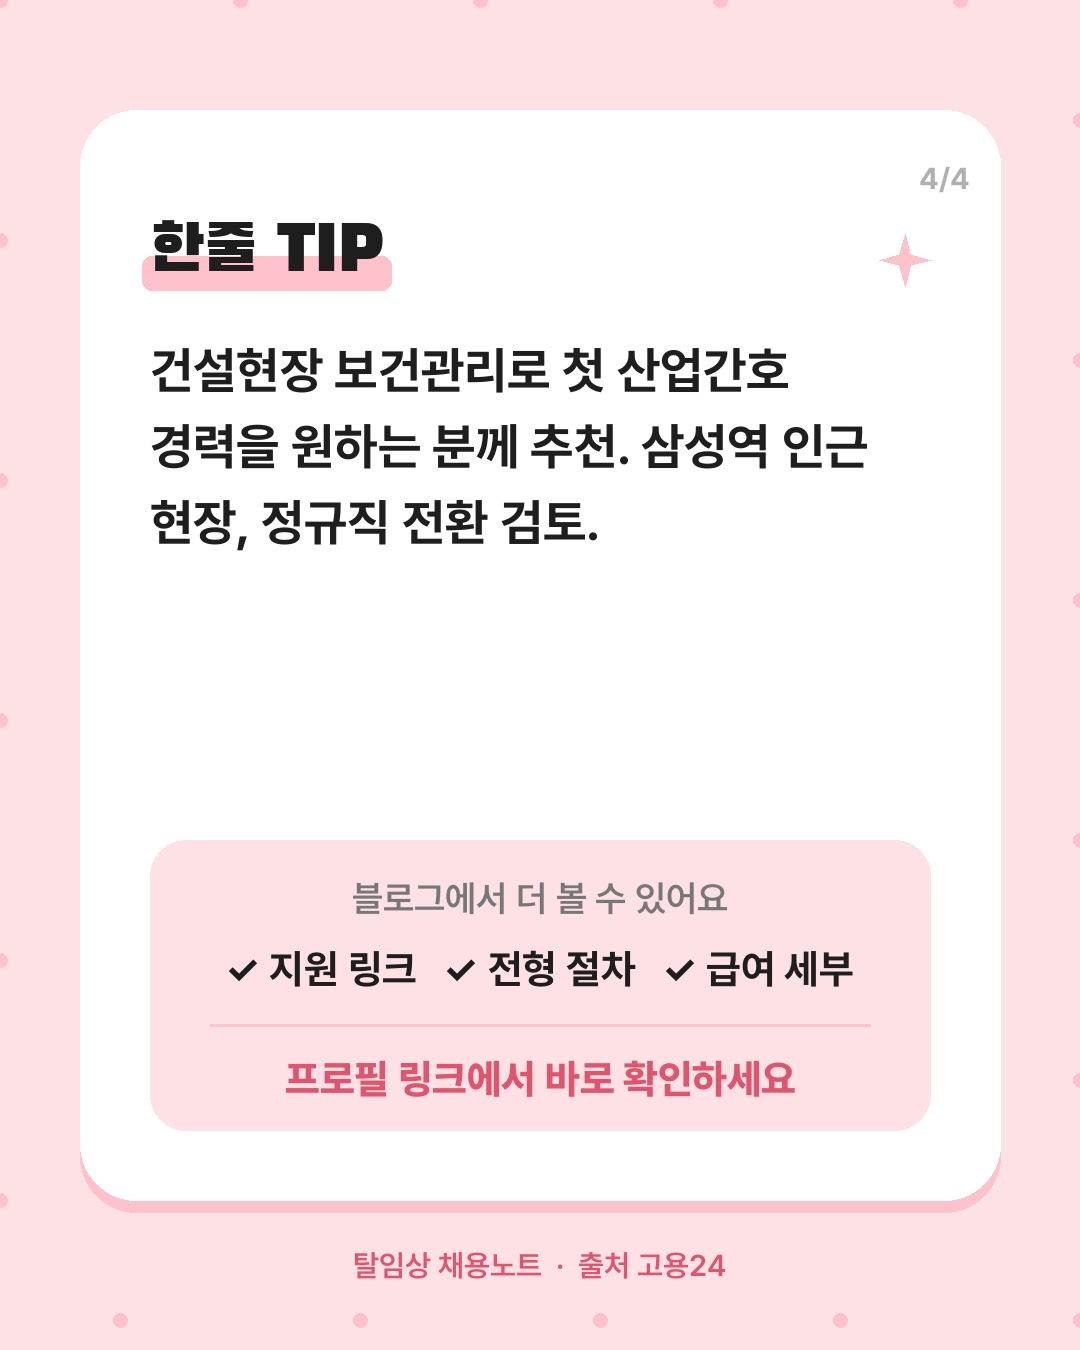 4/4
한줄 TIP
건설현장 보건관리로 첫 산업간호
경력을 원하는 분께 추천. 삼성역 인근
현장, 정규직 전환 검토.
블로그에서 더 볼 수 있어요
✓ 지원 링크 ✓ 전형 절차 ✓ 급여 세부
프로필 링크에서 바로 확인하세요
탈임상 채용노트 · 출처 고용24